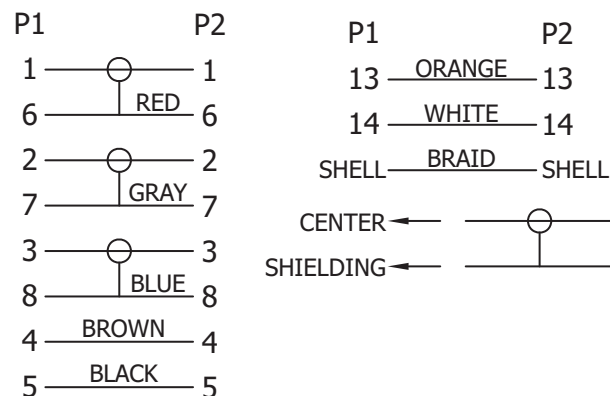 P1 P2
1 1
6 RED 6
2 2
7 GRAY 7
3 3
8 BLUE 8
4 BROWN 4
5 BLACK 5
P1 P2
13 ORANGE 13
14 WHITE 14
SHELL BRAID SHELL
CENTER
SHIELDING